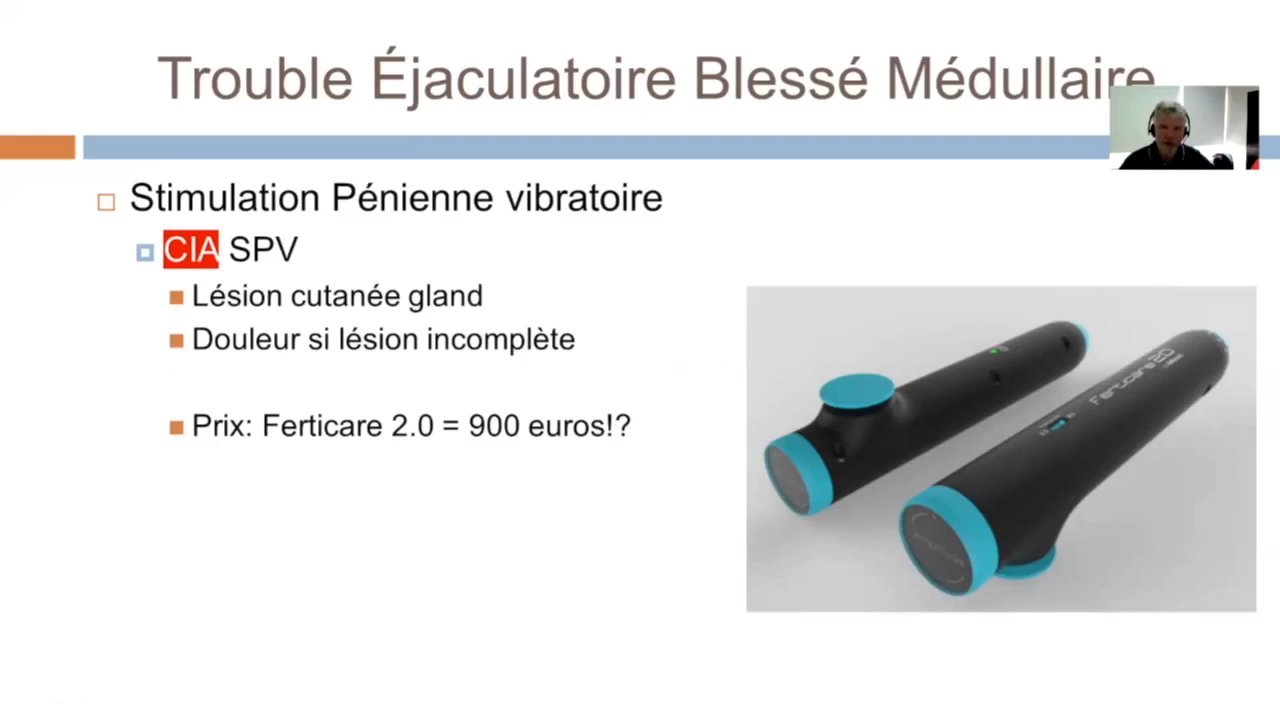 Trouble Éjaculatoire Blessé Médullaire
Stimulation Pénienne vibratoire
CIA SPV
Lésion cutanée gland
Douleur si lésion incomplète
Prix: Ferticare 2.0 = 900 euros!?
Ferticare 2.0